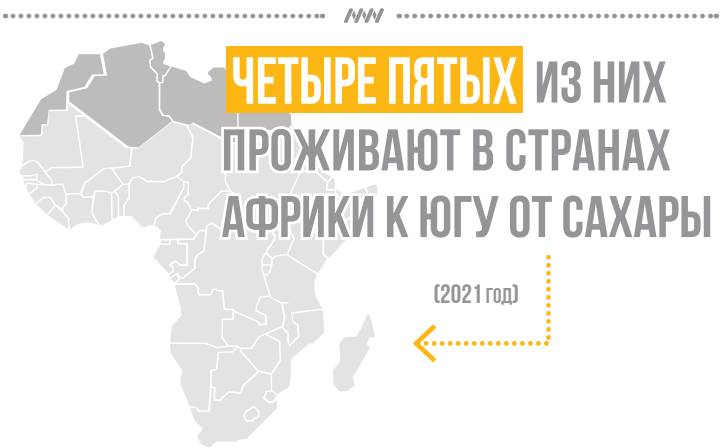 ЧЕТЫРЕ ПЯТЫХ ИЗ НИХ
ПРОЖИВАЮТ В СТРАНАХ
АФРИКИ К ЮГУ ОТ САХАРЫ
(2021 год)